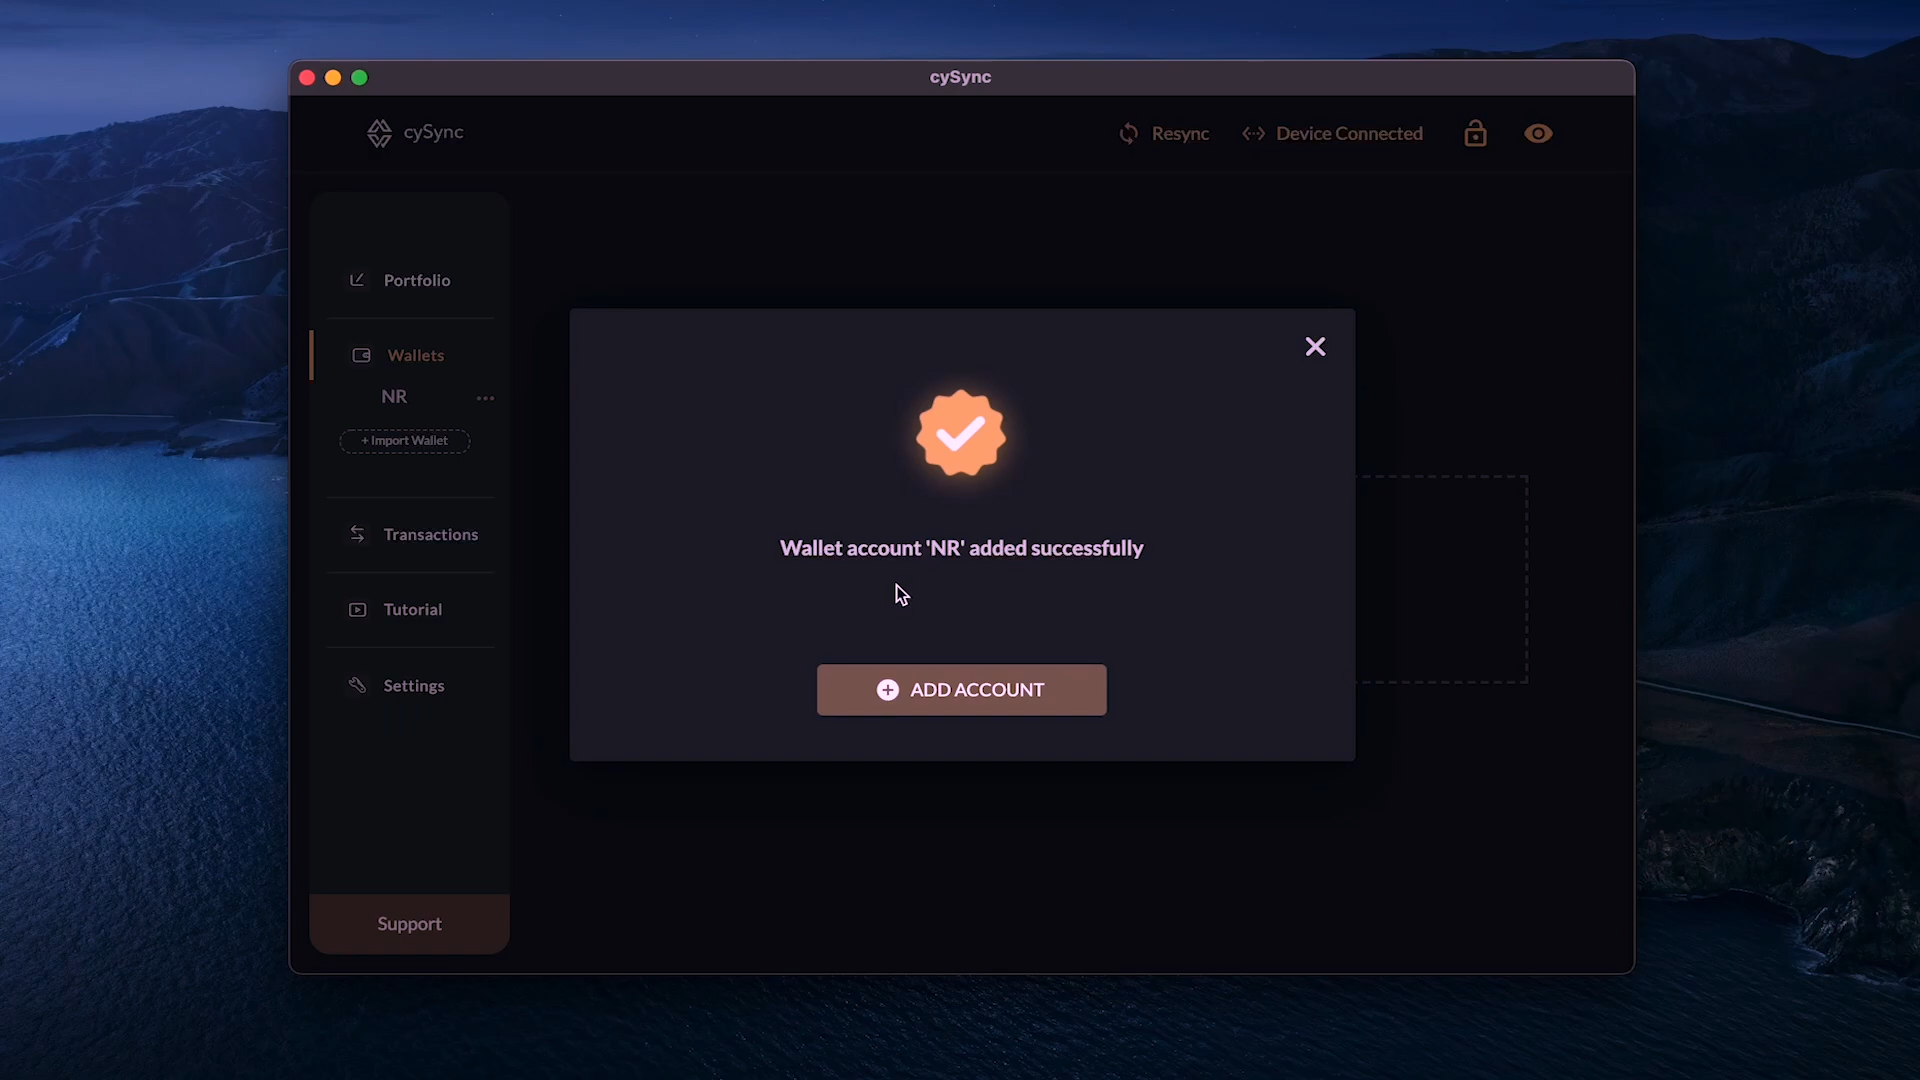 cySync
cySync
Resync
Device Connected
Portfolio
Wallets
NR
+ Import Wallet
Transactions
Tutorial
Settings
Support
Wallet account 'NR' added successfully
ADD ACCOUNT